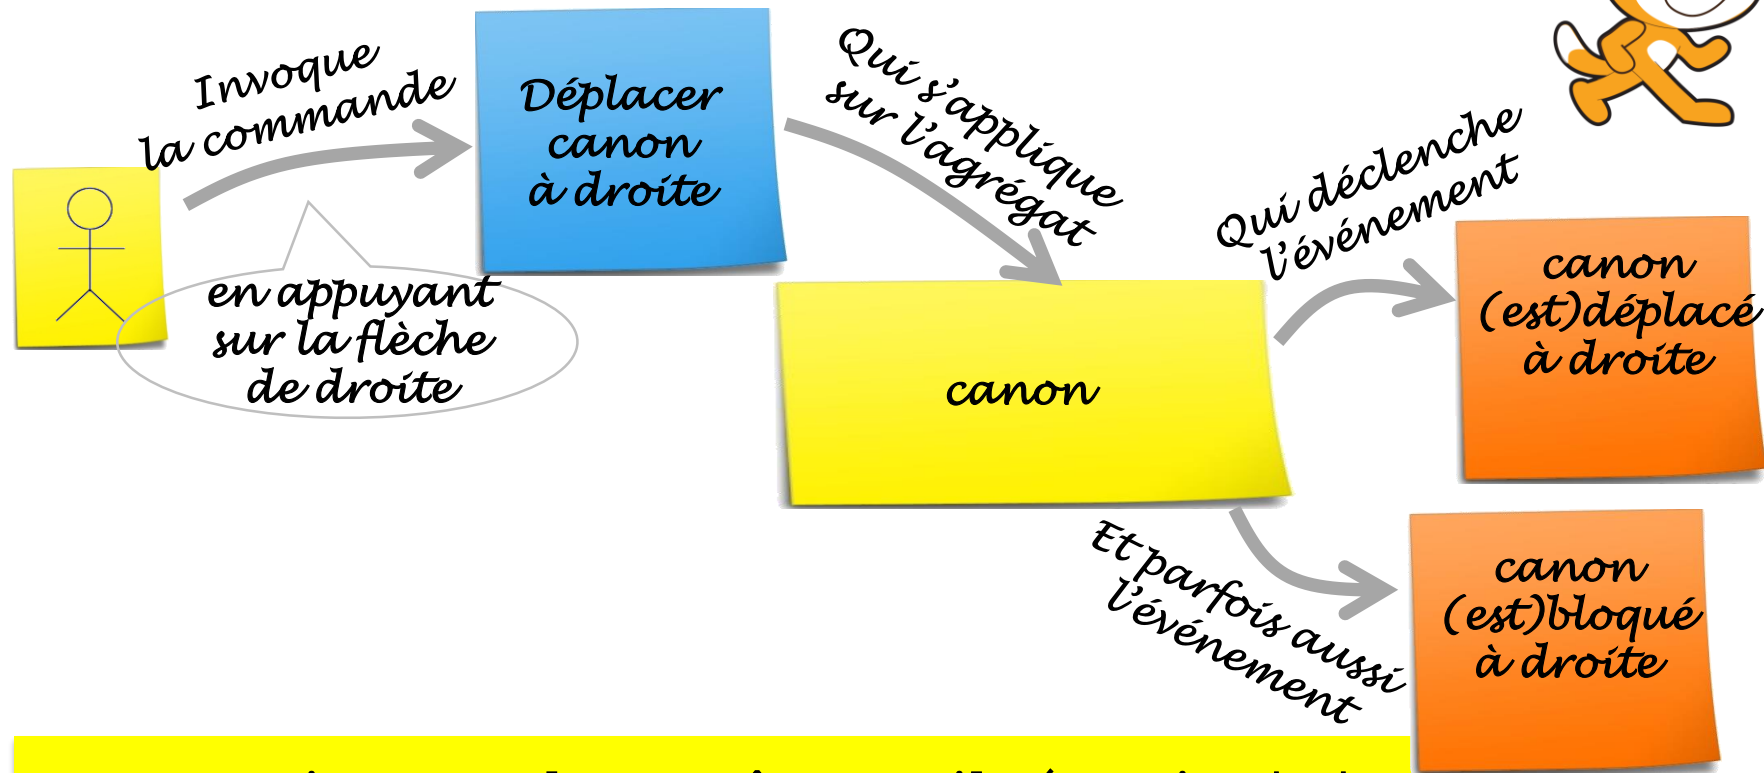 Invoque
la commande
Déplacer
canon
à droite
Qui s'applique
sur l'agrégat
en appuyant
sur la flèche
de droite
canon
Qui déclenche
l'événement
canon
(est)déplacé
à droite
Et parfois aussi
l'événement
canon
(est)bloqué
à droite